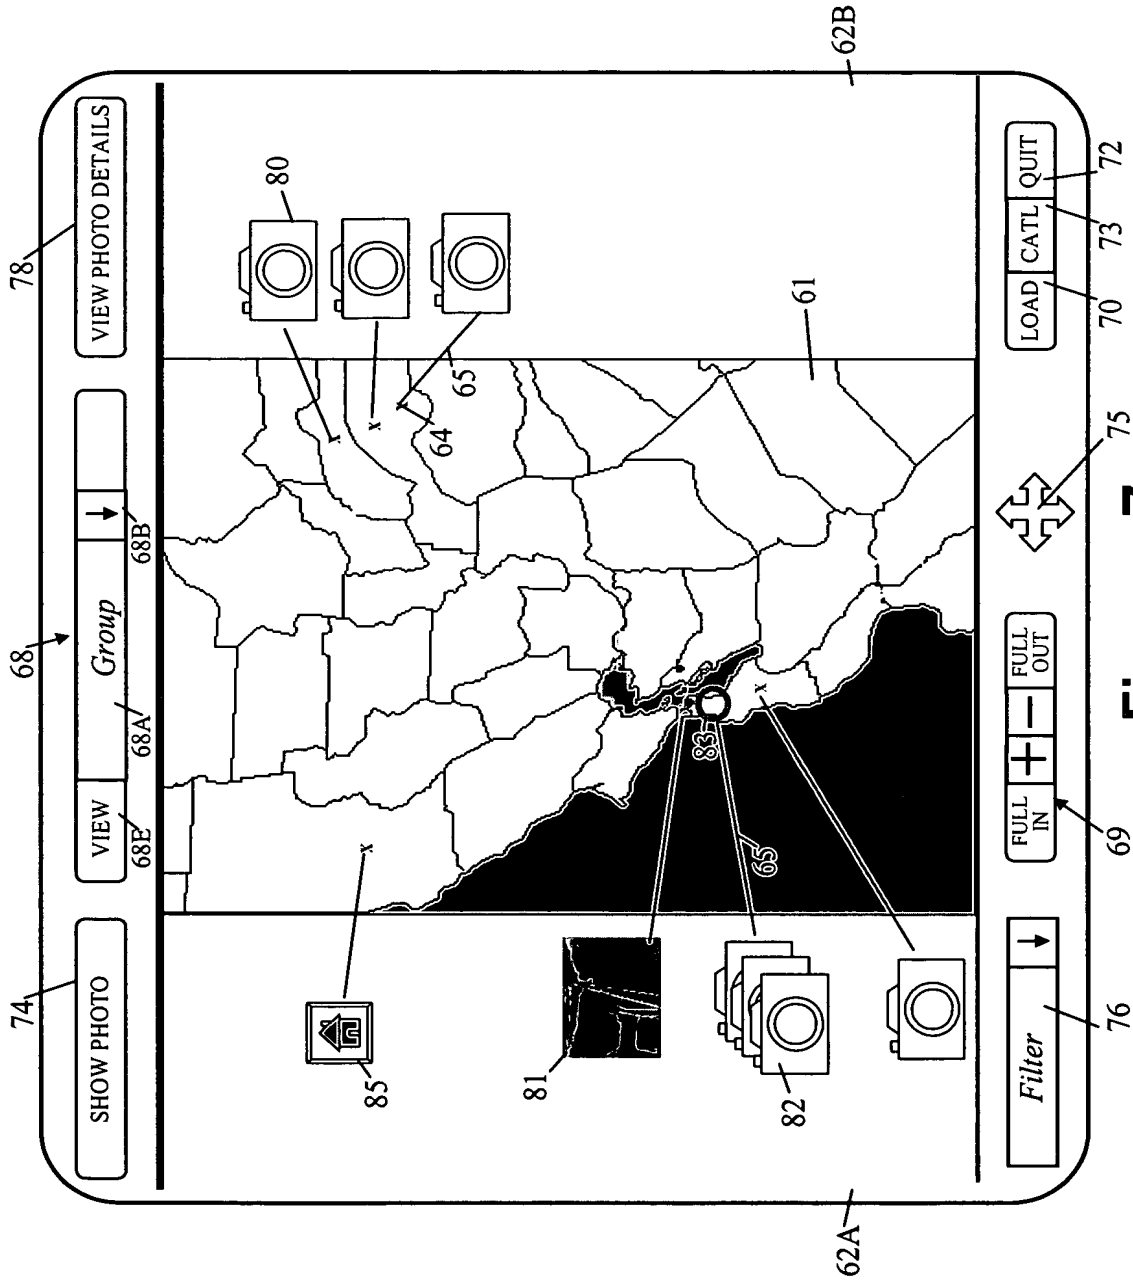 74
68
78
SHOW PHOTO
VIEW
Group
VIEW PHOTO DETAILS
68E
68A
68B
80
85
64
65
81
83
65
82
61
62A
62B
Filter
FULL
IN
+
−
FULL
OUT
LOAD
CATL
QUIT
76
69
75
70
73
72